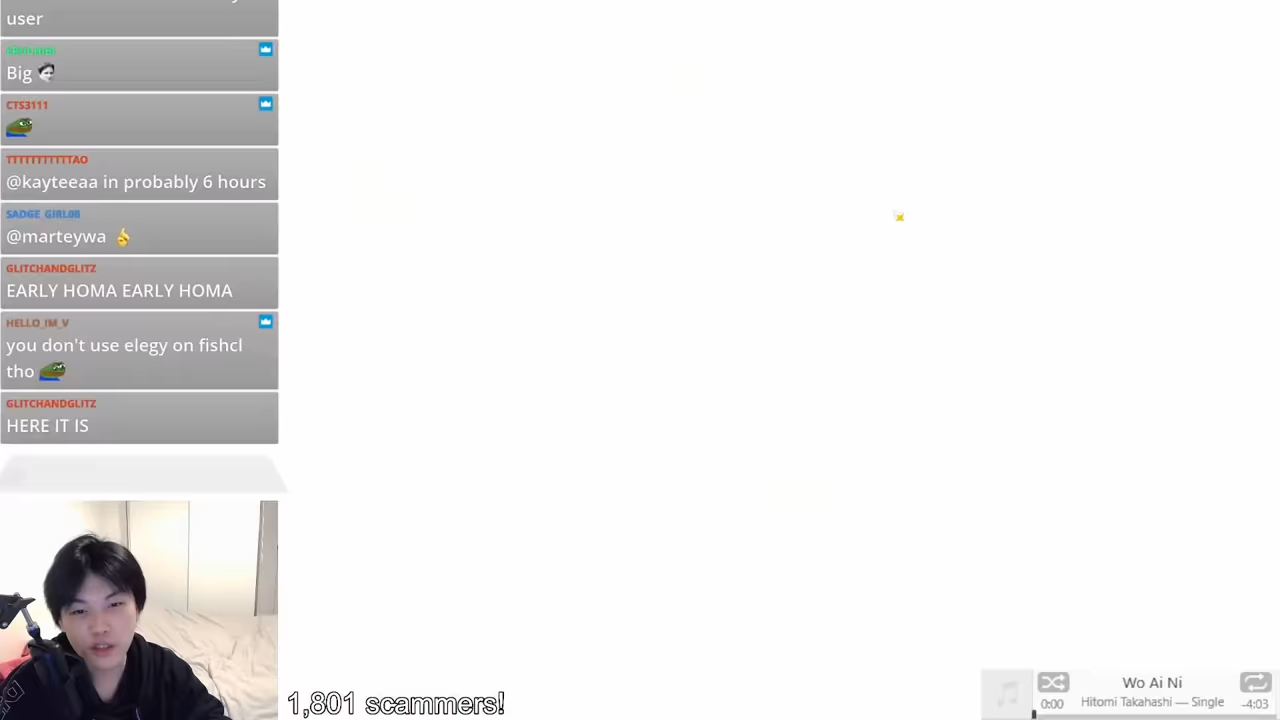 user
Big
CTS3111
TTTTTTTTTTTAO
@kayteeaa in probably 6 hours
SADGE_GIRL08
@marteywa
GLITCHANDGLITZ
EARLY HOMA EARLY HOMA
HELLO_IM_V
you don't use elegy on fishcl
tho
GLITCHANDGLITZ
HERE IT IS
1,801 scammers!
Wo Ai Ni
Hitomi Takahashi — Single
0:00
-4:03